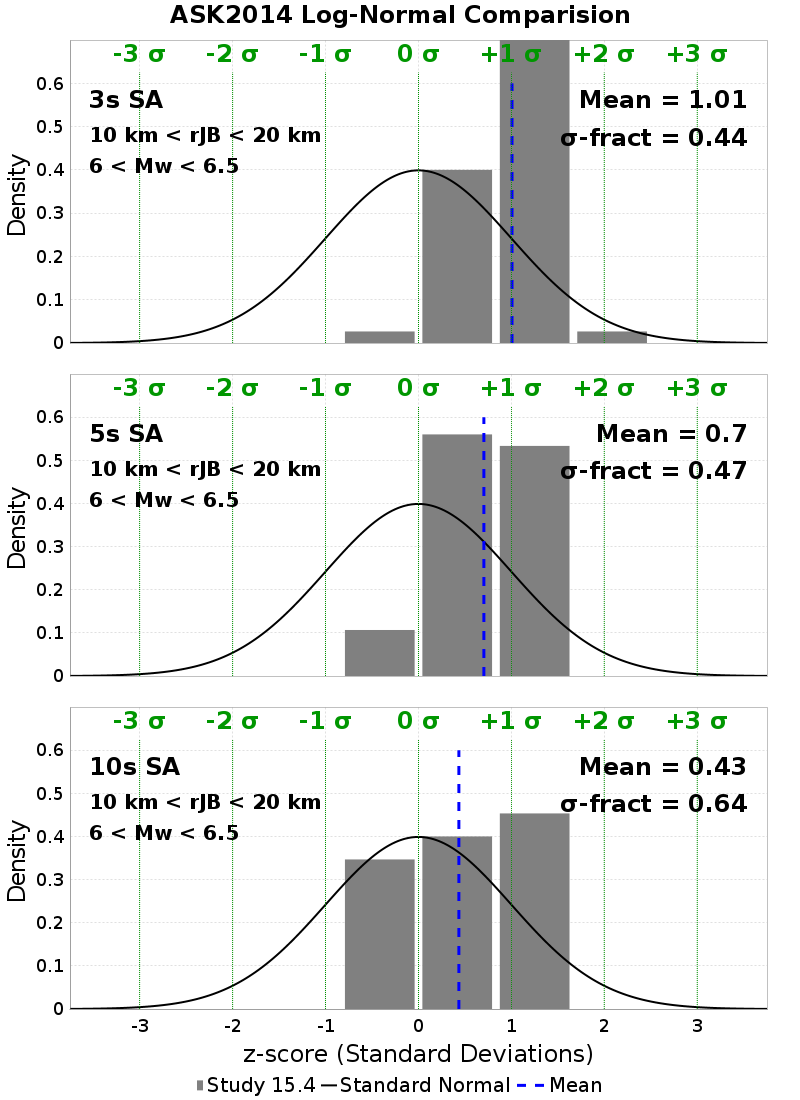 ASK2014 Log-Normal Comparision
-3 σ -2 σ -1 σ 0 σ +1 σ +2 σ +3 σ
3s SA Mean = 1.01
10 km < rJB < 20 km σ-fract = 0.44
6 < Mw < 6.5
0.6
0.5
0.4
0.3
0.2
0.1
0
Density
-3 σ -2 σ -1 σ 0 σ +1 σ +2 σ +3 σ
5s SA Mean = 0.7
10 km < rJB < 20 km σ-fract = 0.47
6 < Mw < 6.5
0.6
0.5
0.4
0.3
0.2
0.1
0
Density
-3 σ -2 σ -1 σ 0 σ +1 σ +2 σ +3 σ
10s SA Mean = 0.43
10 km < rJB < 20 km σ-fract = 0.64
6 < Mw < 6.5
0.6
0.5
0.4
0.3
0.2
0.1
0
Density
-3 -2 -1 0 1 2 3
z-score (Standard Deviations)
Study 15.4 Standard Normal Mean